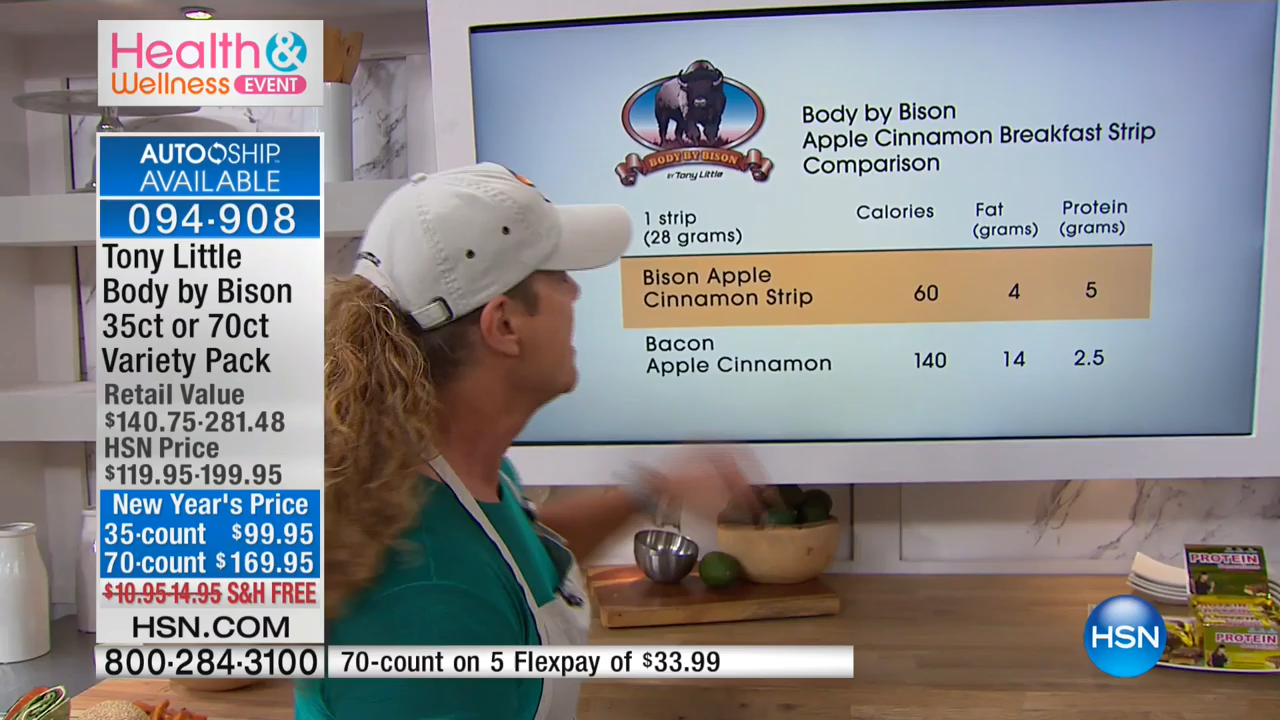 Health &
Wellness EVENT
AUTOSHIP™
AVAILABLE
094-908
Tony Little
Body by Bison
35ct or 70ct
Variety Pack
Retail Value
$140.75-281.48
HSN Price
$119.95-199.95
New Year's Price
35-count $99.95
70-count $169.95
$10.95-14.95 S&H FREE
HSN.COM
800-284-3100
70-count on 5 Flexpay of $33.99
BODY BY BISON
BY Tony Little
Body by Bison
Apple Cinnamon Breakfast Strip
Comparison
1 strip
(28 grams)
Calories
Fat
(grams)
Protein
(grams)
Bison Apple
Cinnamon Strip
60
4
5
Bacon
Apple Cinnamon
140
14
2.5
PROTEIN
PROTEIN
HSN